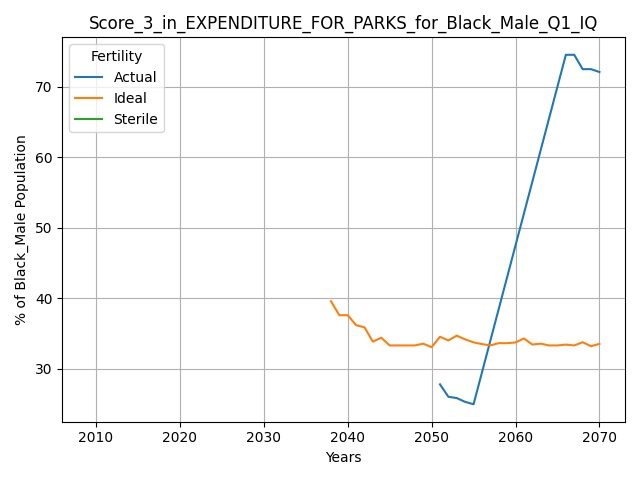 Score_3_in_EXPENDITURE_FOR_PARKS_for_Black_Male_Q1_IQ
Fertility
Actual
Ideal
Sterile
% of Black_Male Population
70
60
50
40
30
2010 2020 2030 2040 2050 2060 2070
Years